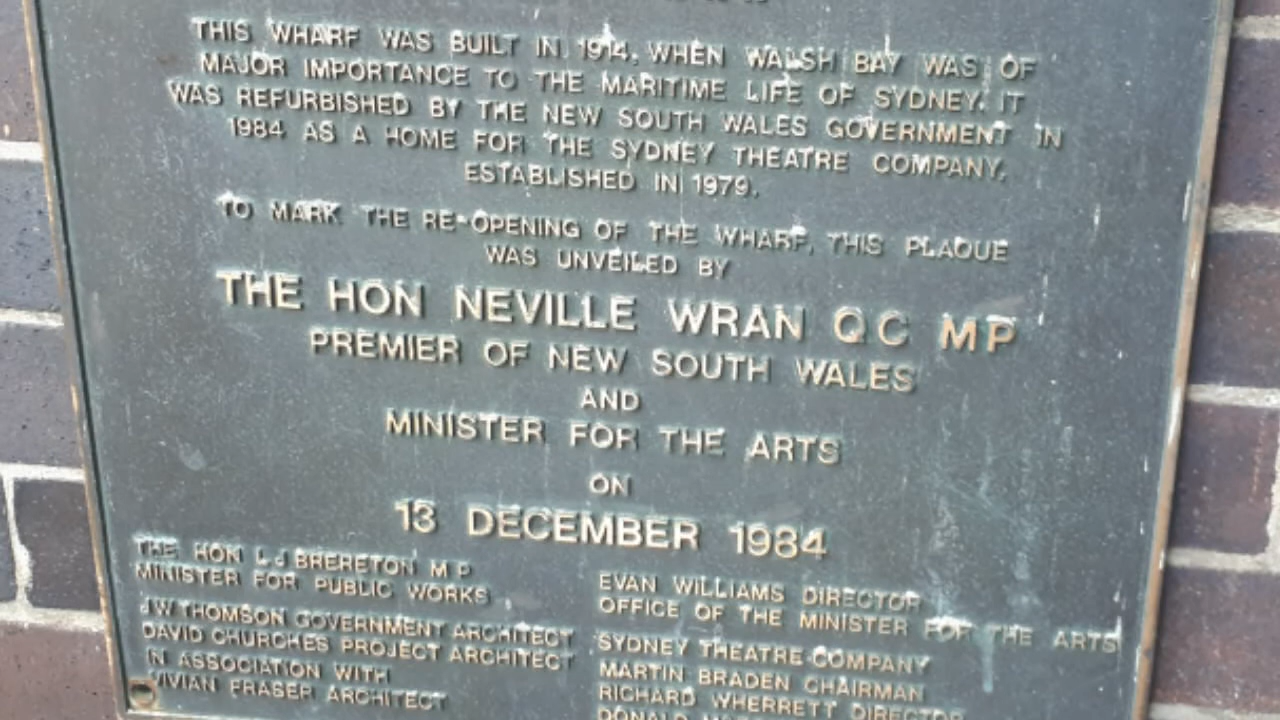 THIS WHARF WAS BUILT IN 1914, WHEN WALSH BAY WAS OF
MAJOR IMPORTANCE TO THE MARITIME LIFE OF SYDNEY. IT
WAS REFURBISHED BY THE NEW SOUTH WALES GOVERNMENT IN
1984 AS A HOME FOR THE SYDNEY THEATRE COMPANY,
ESTABLISHED IN 1979.
TO MARK THE RE-OPENING OF THE WHARF, THIS PLAQUE
WAS UNVEILED BY
THE HON NEVILLE WRAN QC MP
PREMIER OF NEW SOUTH WALES
AND
MINISTER FOR THE ARTS
ON
13 DECEMBER 1984
THE HON L J BRERETON M P
MINISTER FOR PUBLIC WORKS
J W THOMSON GOVERNMENT ARCHITECT
DAVID CHURCHES PROJECT ARCHITECT
IN ASSOCIATION WITH
VIVIAN FRASER ARCHITECT
EVAN WILLIAMS DIRECTOR
OFFICE OF THE MINISTER FOR THE ARTS
SYDNEY THEATRE COMPANY
MARTIN BRADEN CHAIRMAN
RICHARD WHERRETT DIRECTOR
DONALD